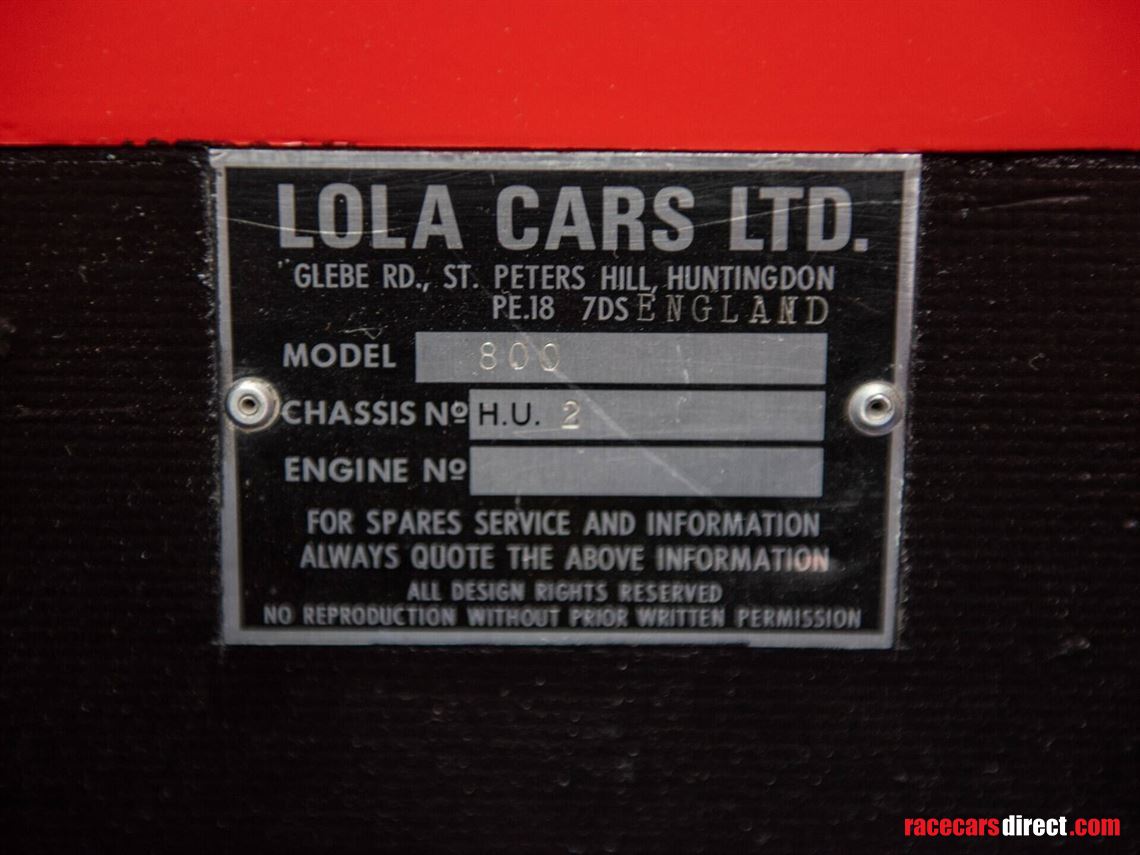 LOLA CARS LTD.
GLEBE RD., ST. PETERS HILL, HUNTINGDON
PE.18 7DS ENGLAND
MODEL 800
CHASSIS Nº H.U. 2
ENGINE Nº
FOR SPARES SERVICE AND INFORMATION
ALWAYS QUOTE THE ABOVE INFORMATION
ALL DESIGN RIGHTS RESERVED
NO REPRODUCTION WITHOUT PRIOR WRITTEN PERMISSION
racecarsdirect.com